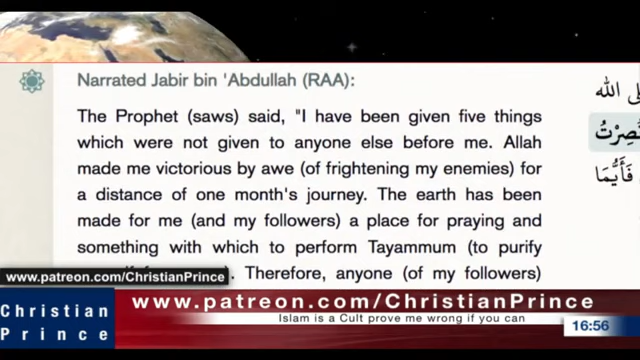 Narrated Jabir bin 'Abdullah (RAA):
The Prophet (saws) said, "I have been given five things
which were not given to anyone else before me. Allah
made me victorious by awe (of frightening my enemies) for
a distance of one month's journey. The earth has been
made for me (and my followers) a place for praying and
something with which to perform Tayammum (to purify
Therefore, anyone (of my followers)
الله
نُصِرْتُ
فَأَيُّمَا
www.patreon.com/ChristianPrince
www.patreon.com/ChristianPrince
Christian
Prince
Islam is a Cult prove me wrong if you can
16:56